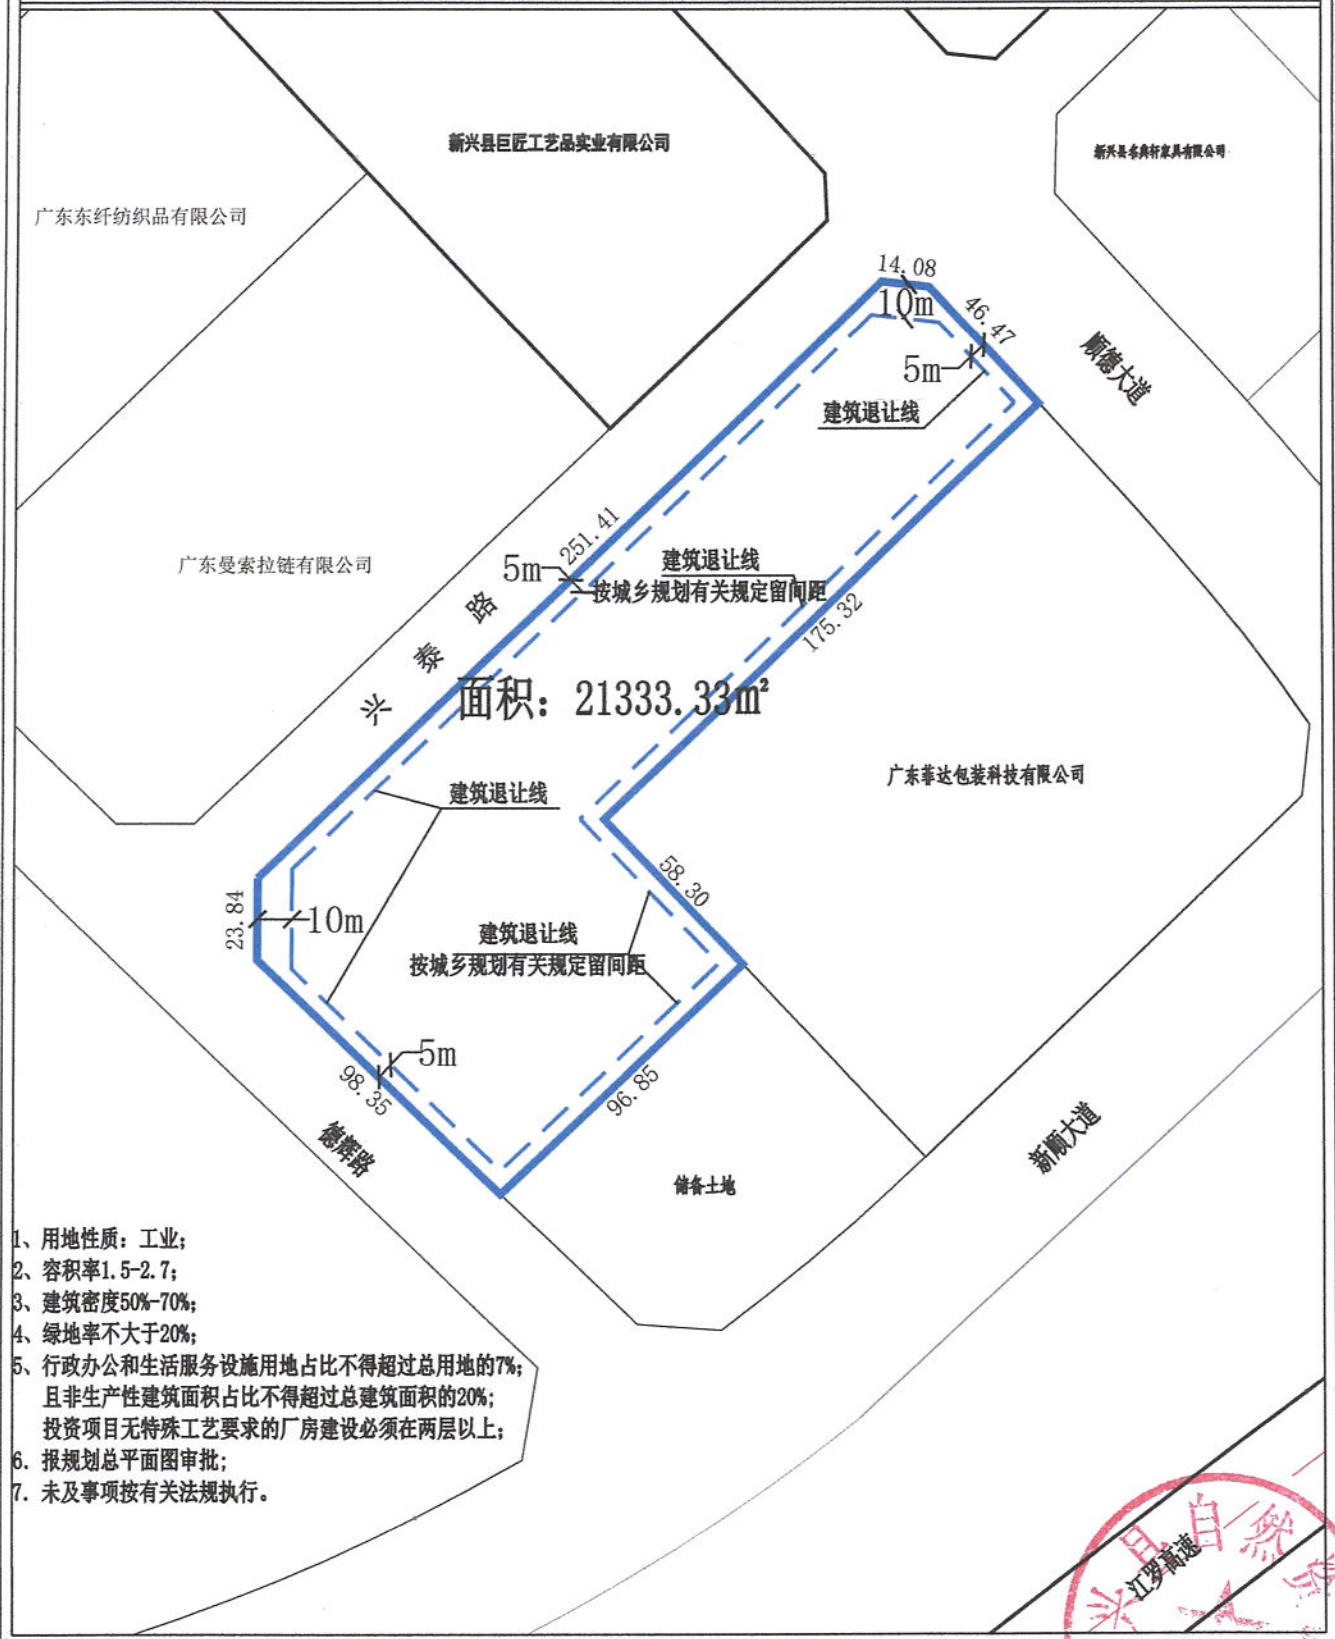 新兴县巨匠工艺品实业有限公司
广东东纤纺织品有限公司
14.08
10m
46.47
5m
顺德大道
建筑退让线
251.41
5m
广东曼索拉链有限公司
建筑退让线
按城乡规划有关规定留间距
175.32
兴泰路
面积：21333.33㎡
广东菲达包装科技有限公司
建筑退让线
58.30
23.84
10m
建筑退让线
按城乡规划有关规定留间距
5m
98.35
96.85
德辉路
新顺大道
储备土地
1、用地性质：工业；
2、容积率1.5-2.7；
3、建筑密度50%-70%；
4、绿地率不大于20%；
5、行政办公和生活服务设施用地占比不得超过总用地的7%；
且非生产性建筑面积占比不得超过总建筑面积的20%；
投资项目无特殊工艺要求的厂房建设必须在两层以上；
6. 报规划总平面图审批；
7. 未及事项按有关法规执行。
江罗高速
兴县自然资